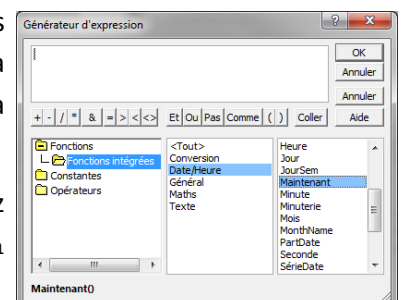 s
a
a
z
Générateur d'expression
OK
Annuler
Annuler
+ - / * & = > < <> Et Ou Pas Comme ( ) Coller Aide
Fonctions
Fonctions intégrées
Constantes
Opérateurs
<Tout>
Conversion
Date/Heure
Général
Maths
Texte
Heure
Jour
JourSem
Maintenant
Minute
Minuterie
Mois
MonthName
PartDate
Seconde
SérieDate
Maintenant()